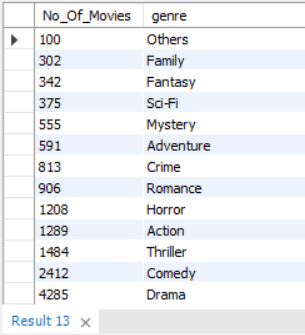 No_Of_Movies genre
100 Others
302 Family
342 Fantasy
375 Sci-Fi
555 Mystery
591 Adventure
813 Crime
906 Romance
1208 Horror
1289 Action
1484 Thriller
2412 Comedy
4285 Drama
Result 13 ×